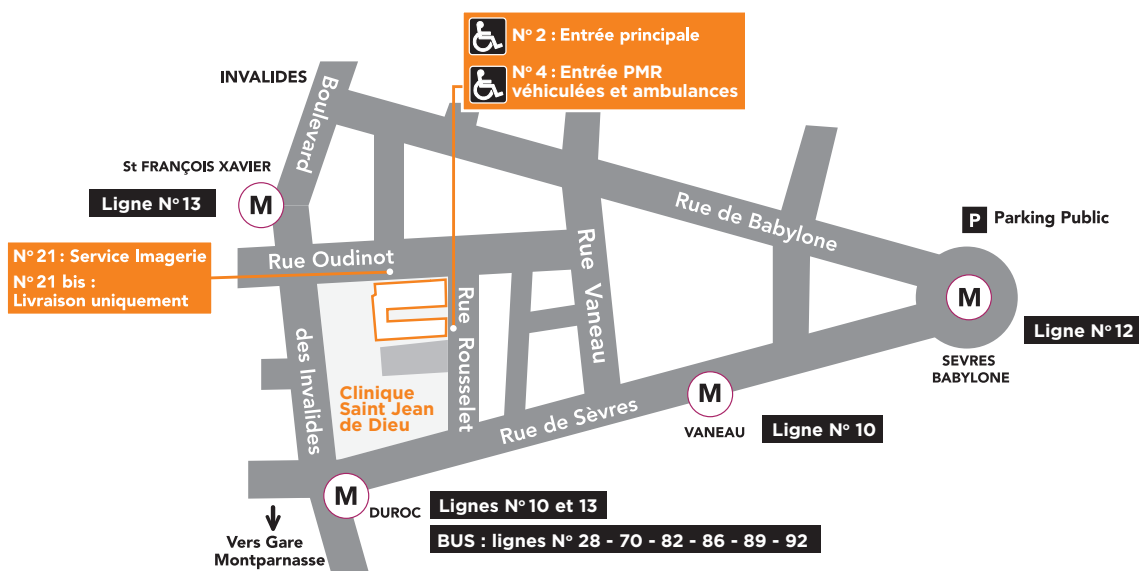 N° 2 : Entrée principale
N° 4 : Entrée PMR
véhiculées et ambulances
INVALIDES
Boulevard
St FRANÇOIS XAVIER
M
Ligne N° 13
Rue de Babylone
P
Parking Public
N° 21 : Service Imagerie
N° 21 bis :
Livraison uniquement
Rue Oudinot
Rue Vaneau
Rue Rousselet
des Invalides
M
Ligne N° 12
SEVRES
BABYLONE
Clinique
Saint Jean
de Dieu
Rue de Sèvres
M
VANEAU
Ligne N° 10
M
DUROC
Lignes N° 10 et 13
BUS : lignes N° 28 - 70 - 82 - 86 - 89 - 92
Vers Gare
Montparnasse